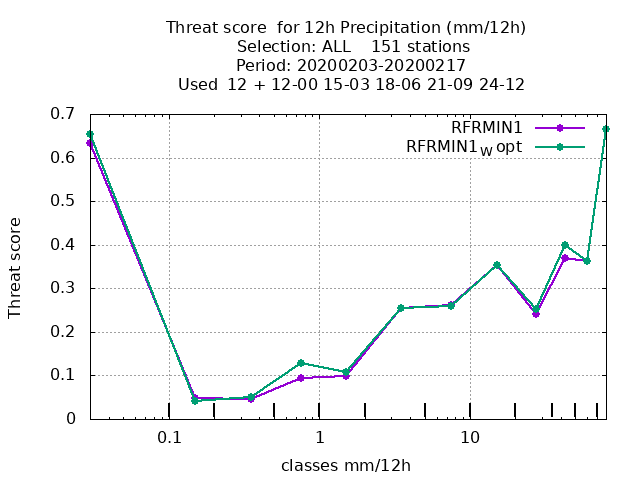 Threat score  for 12h Precipitation (mm/12h)
Selection: ALL    151 stations
Period: 20200203-20200217
Used  12 + 12-00 15-03 18-06 21-09 24-12
RFRMIN1
RFRMIN1W opt
0.7
0.6
0.5
0.4
0.3
0.2
0.1
0
Threat score
0.1 1 10
classes mm/12h